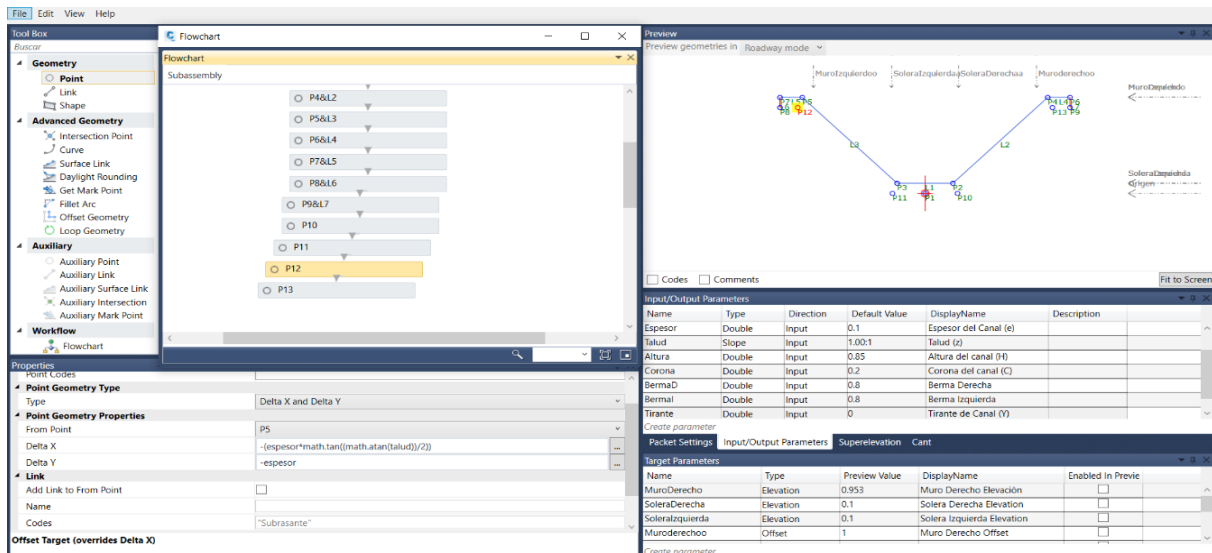 File Edit View Help
Tool Box
Buscar
Geometry
Point
Link
Shape
Advanced Geometry
Intersection Point
Curve
Surface Link
Daylight Rounding
Get Mark Point
Fillet Arc
Offset Geometry
Loop Geometry
Auxiliary
Auxiliary Point
Auxiliary Link
Auxiliary Surface Link
Auxiliary Intersection
Auxiliary Mark Point
Workflow
Flowchart
Flowchart
Flowchart
Subassembly
P4&L2
P5&L3
P6&L4
P7&L5
P8&L6
P9&L7
P10
P11
P12
P13
Preview
Preview geometries in Roadway mode
MuroIzquierdoo SoleraIzquierdaa SoleraDerechaa Muroderechoo
P7 L5 P5 P4 L4 P6
L6 L7
P8 P12 P13 P9
L3 L2
P3 L1 P2
P11 P1 P10
Origen
Codes Comments Fit to Screen
Input/Output Parameters
Name Type Direction Default Value DisplayName Description
Espesor Double Input 0.1 Espesor del Canal (e)
Talud Slope Input 1.00:1 Talud (z)
Altura Double Input 0.85 Altura del canal (H)
Corona Double Input 0.2 Corona del canal (C)
BermaD Double Input 0.8 Berma Derecha
BermaI Double Input 0.8 Berma Izquierda
Tirante Double Input 0 Tirante de Canal (Y)
Create parameter
Packet Settings Input/Output Parameters Superelevation Cant
Target Parameters
Name Type Preview Value DisplayName Enabled In Previe
MuroDerecho Elevation 0.953 Muro Derecho Elevación
SoleraDerecha Elevation 0.1 Solera Derecha Elevation
SoleraIzquierda Elevation 0.1 Solera Izquierda Elevation
Muroderechoo Offset 1 Muro Derecho Offset
Create parameter
Properties
Point Codes
Point Geometry Type
Type Delta X and Delta Y
Point Geometry Properties
From Point P5
Delta X -(espesor*math.tan((math.atan(talud))/2)) ...
Delta Y -espesor ...
Link
Add Link to From Point
Name
Codes "Subrasante"
Offset Target (overrides Delta X)